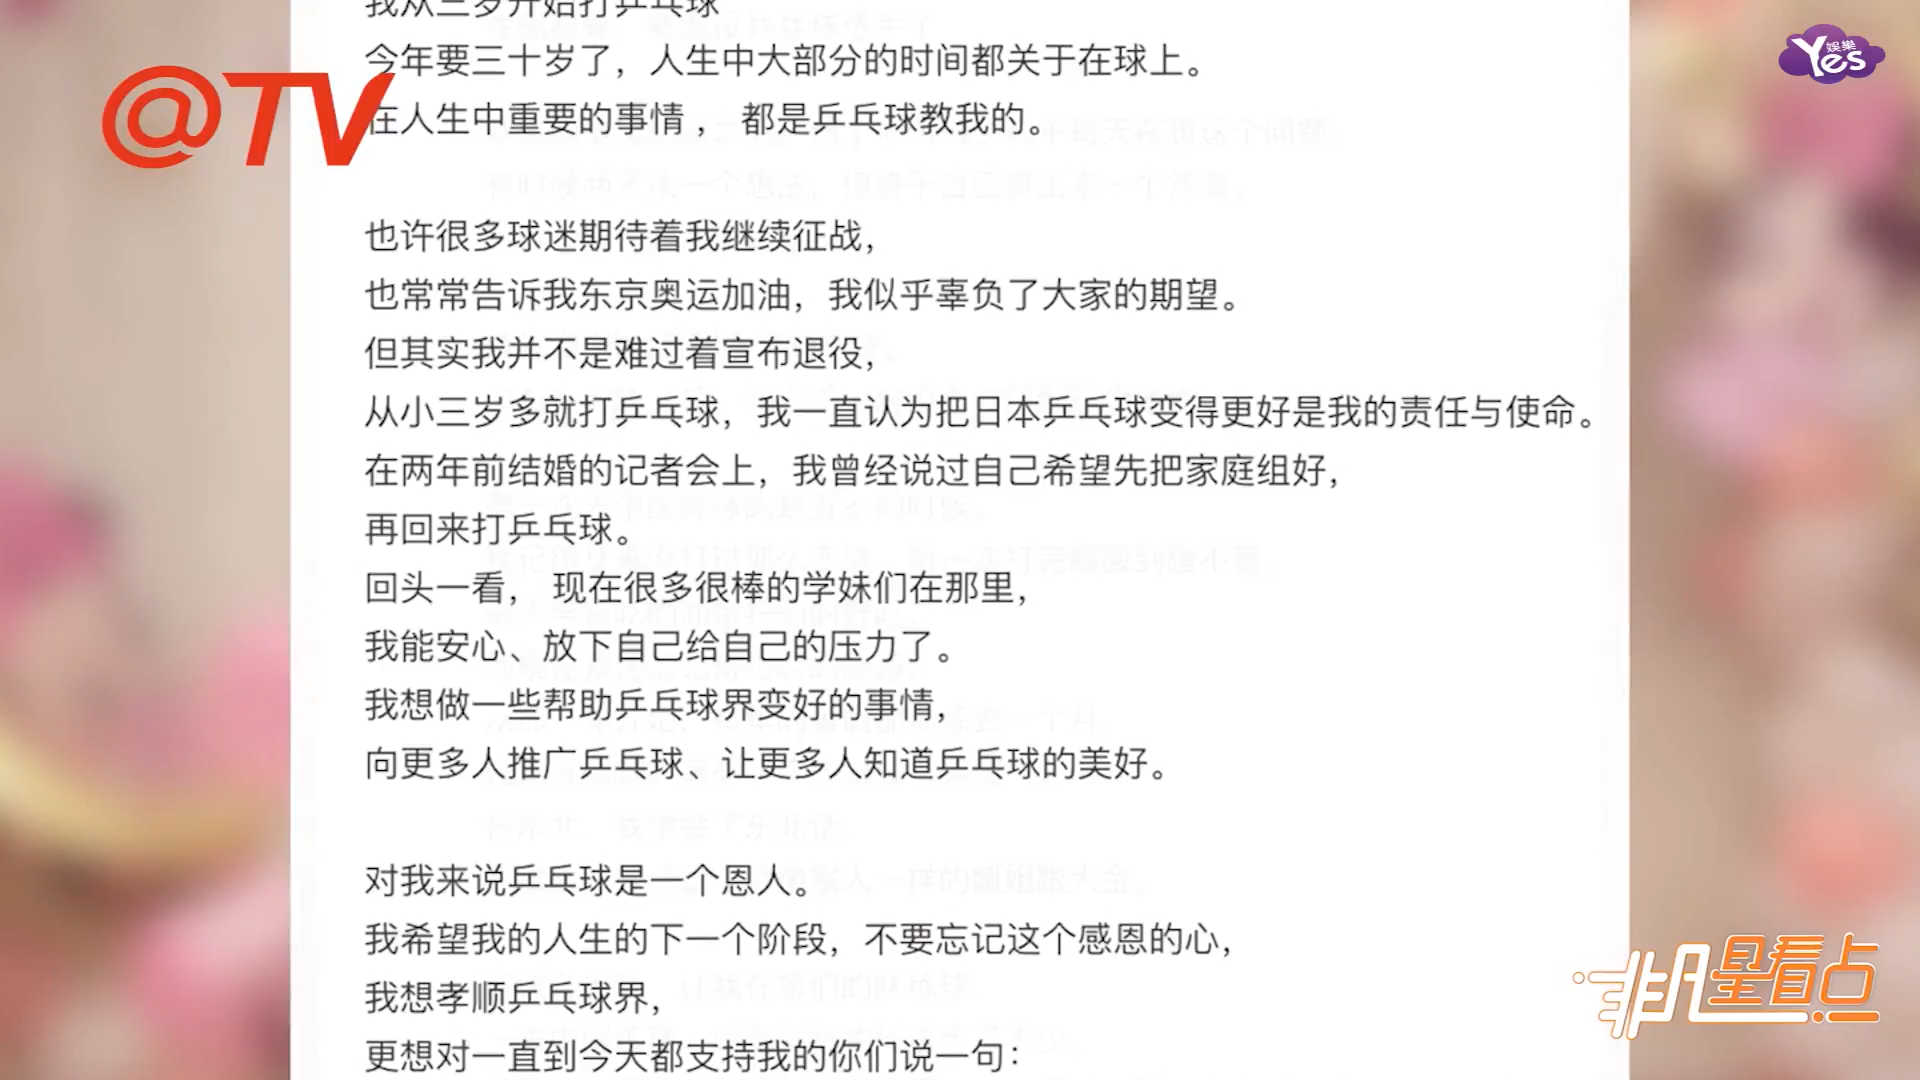 我从三岁开始打乒乓球
今年要三十岁了，人生中大部分的时间都关于在球上。
@TV
在人生中重要的事情 ， 都是乒乓球教我的。
娱樂
Yes
也许很多球迷期待着我继续征战，
也常常告诉我东京奥运加油，我似乎辜负了大家的期望。
但其实我并不是难过着宣布退役，
从小三岁多就打乒乓球，我一直认为把日本乒乓球变得更好是我的责任与使命。
在两年前结婚的记者会上，我曾经说过自己希望先把家庭组好，
再回来打乒乓球。
回头一看， 现在很多很棒的学妹们在那里，
我能安心、放下自己给自己的压力了。
我想做一些帮助乒乓球界变好的事情，
向更多人推广乒乓球、让更多人知道乒乓球的美好。
对我来说乒乓球是一个恩人。
我希望我的人生的下一个阶段，不要忘记这个感恩的心，
我想孝顺乒乓球界，
更想对一直到今天都支持我的你们说一句：
非凡星看点